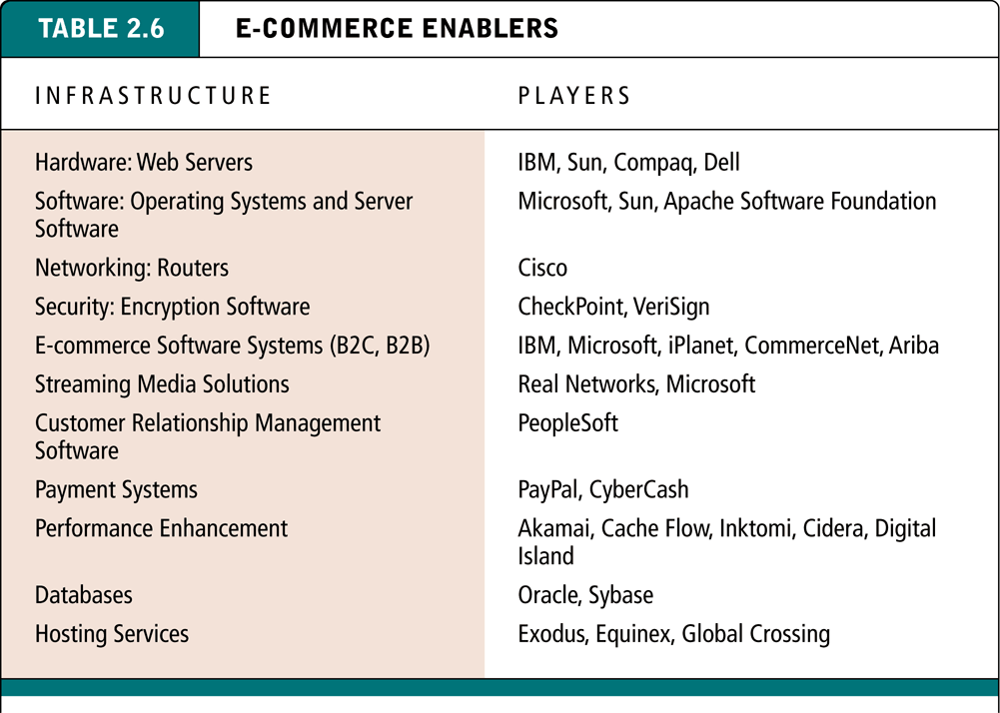 TABLE 2.6 E-COMMERCE ENABLERS
INFRASTRUCTURE PLAYERS
Hardware: Web Servers IBM, Sun, Compaq, Dell
Software: Operating Systems and Server Microsoft, Sun, Apache Software Foundation
Software
Networking: Routers Cisco
Security: Encryption Software CheckPoint, VeriSign
E-commerce Software Systems (B2C, B2B) IBM, Microsoft, iPlanet, CommerceNet, Ariba
Streaming Media Solutions Real Networks, Microsoft
Customer Relationship Management PeopleSoft
Software
Payment Systems PayPal, CyberCash
Performance Enhancement Akamai, Cache Flow, Inktomi, Cidera, Digital
Island
Databases Oracle, Sybase
Hosting Services Exodus, Equinex, Global Crossing